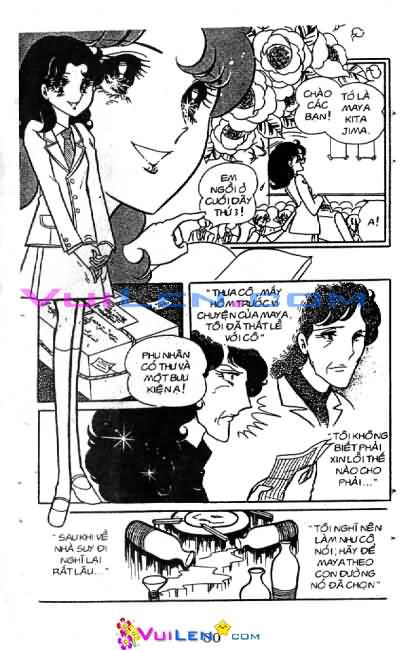 CHÀO
CÁC
BẠN!
TỚ LÀ
MAYA
KITA
JIMA.
EM
NGỒI Ở
CUỐI DÃY
THỨ 3!
A!
"THƯA CÔ, MẤY
HÔM TRƯỚC VÌ
CHUYỆN CỦA MAYA,
TÔI ĐÃ THẤT LỄ
VỚI CÔ"
VUILEN.COM
PHU NHÂN
CÓ THƯ VÀ
MỘT BƯU
KIỆN Ạ!
"TÔI KHÔNG
BIẾT PHẢI
XIN LỖI THẾ
NÀO CHO
PHẢI..."
"SAU KHI VỀ
NHÀ SUY ĐI
NGHĨ LẠI
RẤT LÂU..."
"TÔI NGHĨ NÊN
LÀM NHƯ CÔ
NÓI; HÃY ĐỂ
MAYA THEO
CON ĐƯỜNG
NÓ ĐÃ CHỌN"
VUILEN.COM